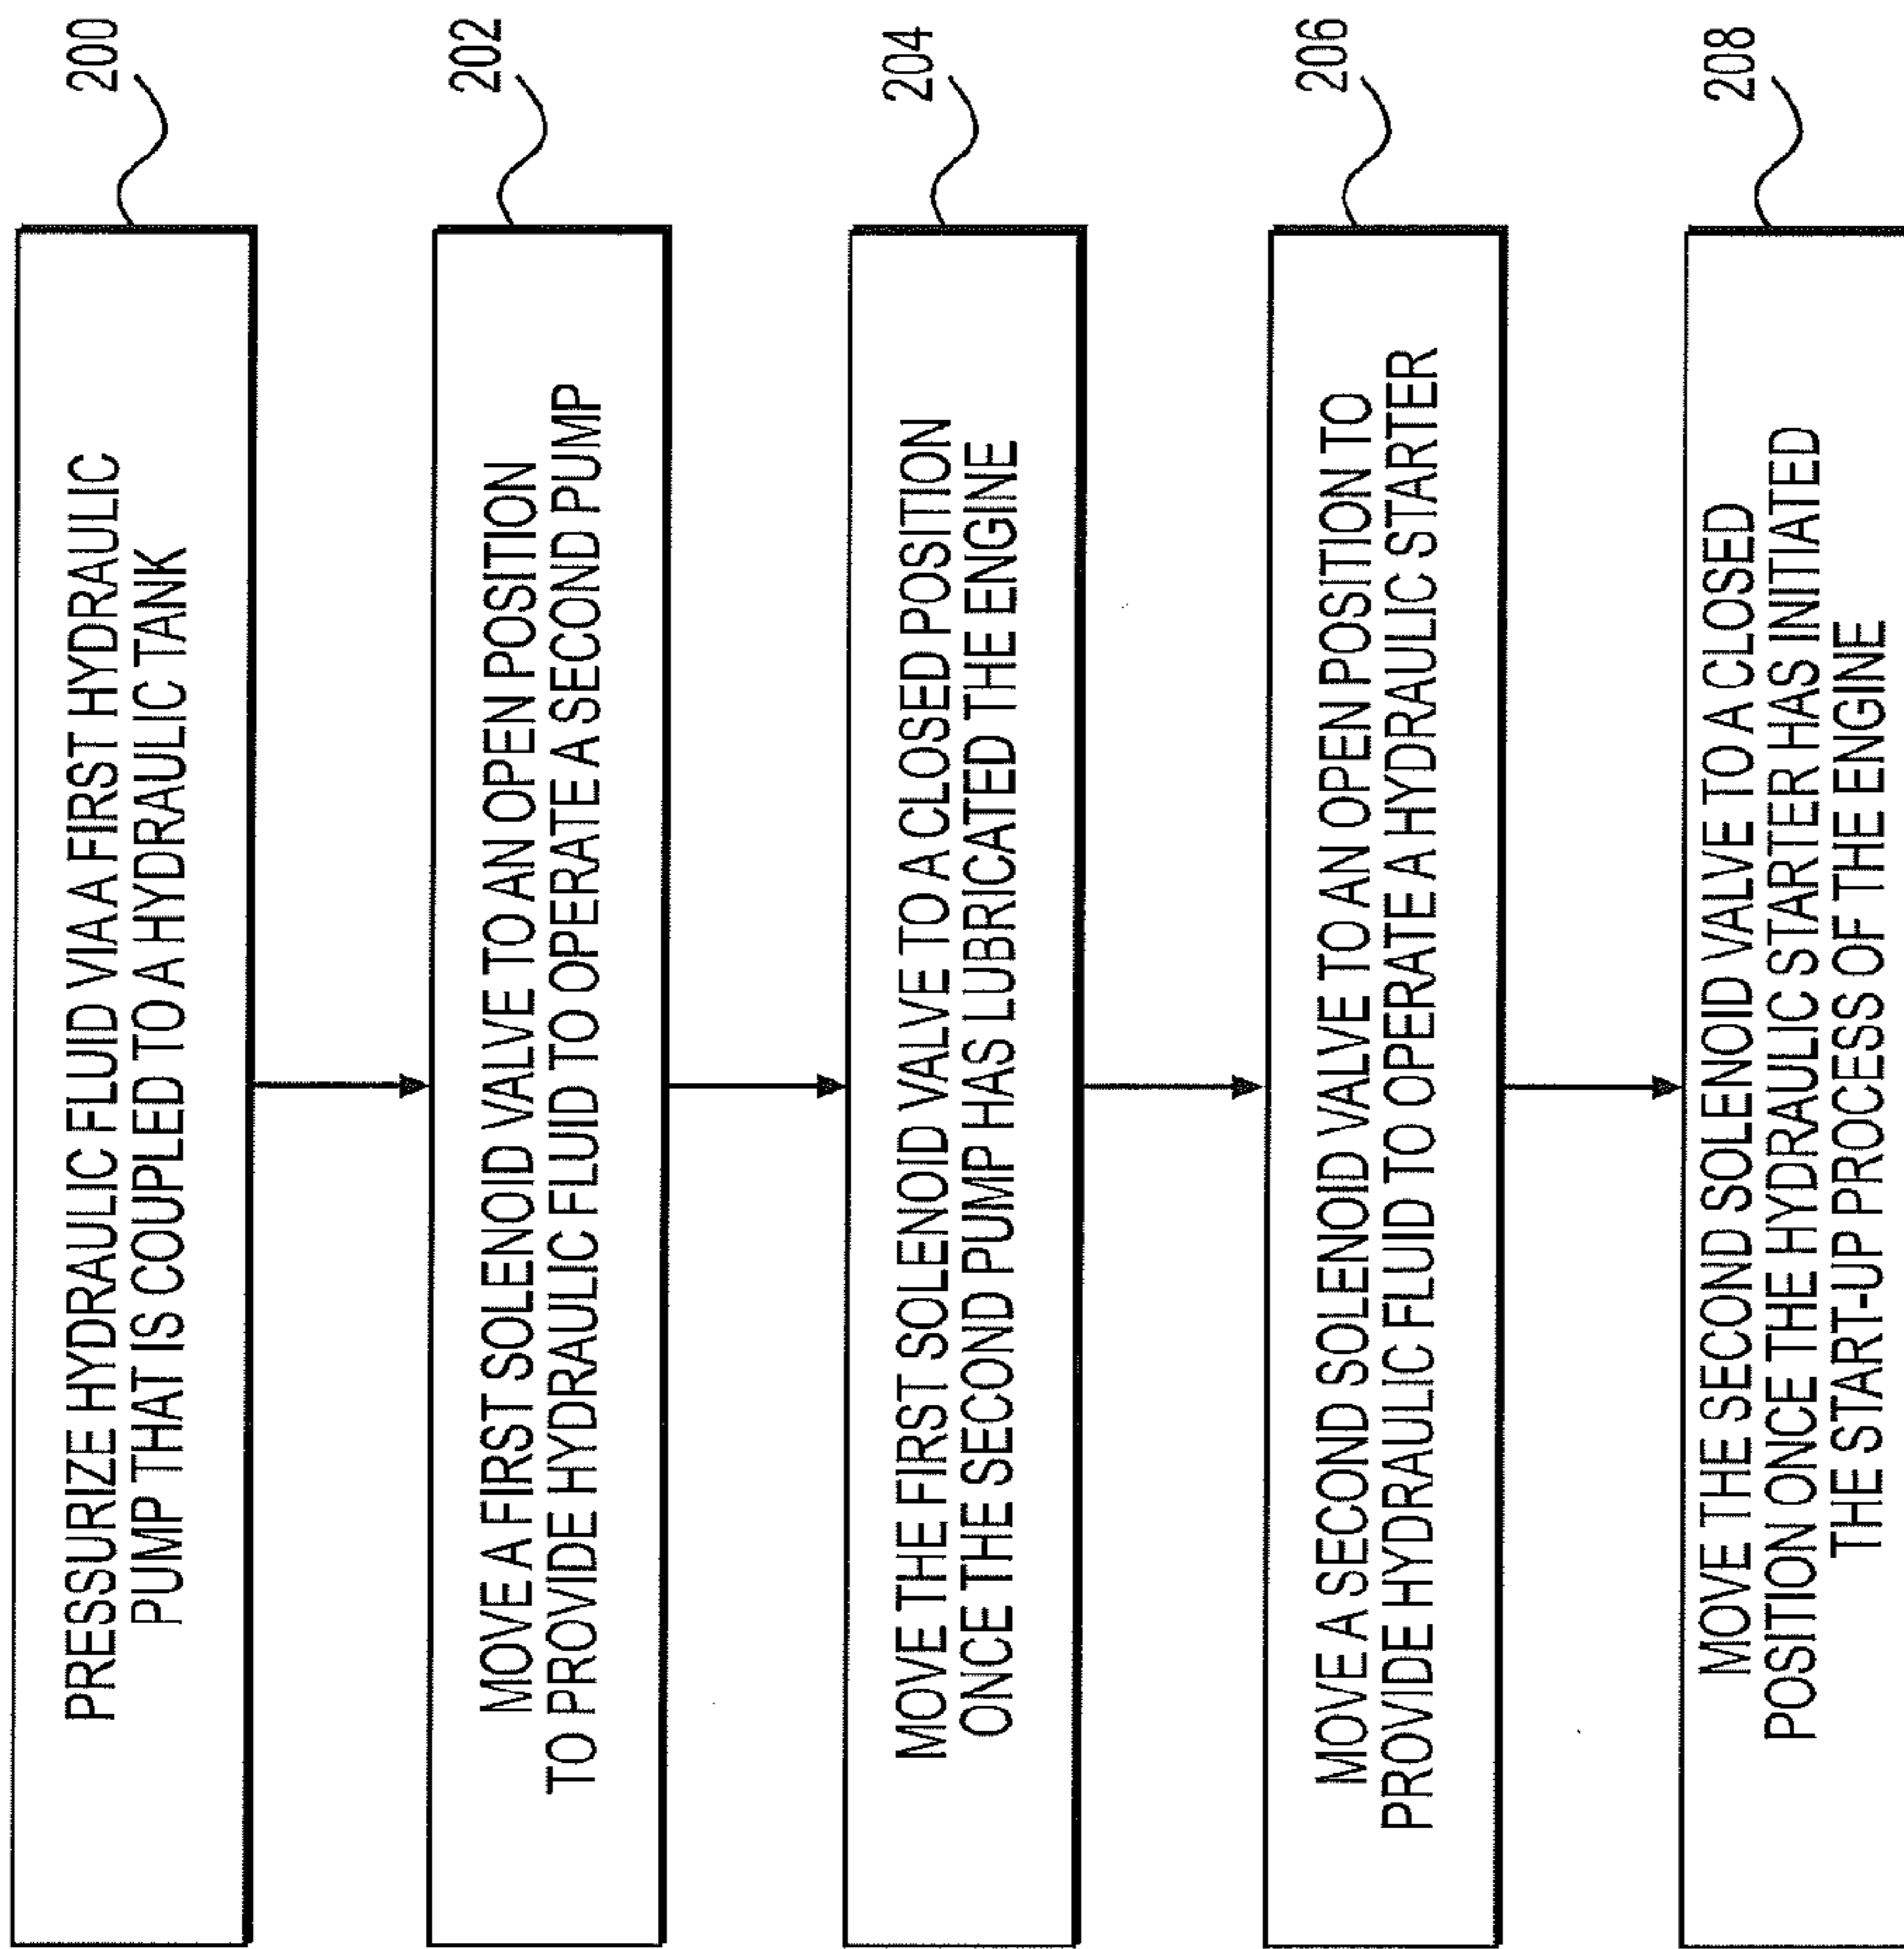 PRESSURIZE HYDRAULIC FLUID VIA A FIRST HYDRAULIC
PUMP THAT IS COUPLED TO A HYDRAULIC TANK
200
MOVE A FIRST SOLENOID VALVE TO AN OPEN POSITION
TO PROVIDE HYDRAULIC FLUID TO OPERATE A SECOND PUMP
202
MOVE THE FIRST SOLENOID VALVE TO A CLOSED POSITION
ONCE THE SECOND PUMP HAS LUBRICATED THE ENGINE
204
MOVE A SECOND SOLENOID VALVE TO AN OPEN POSITION TO
PROVIDE HYDRAULIC FLUID TO OPERATE A HYDRAULIC STARTER
206
MOVE THE SECOND SOLENOID VALVE TO A CLOSED
POSITION ONCE THE HYDRAULIC STARTER HAS INITIATED
THE START-UP PROCESS OF THE ENGINE
208